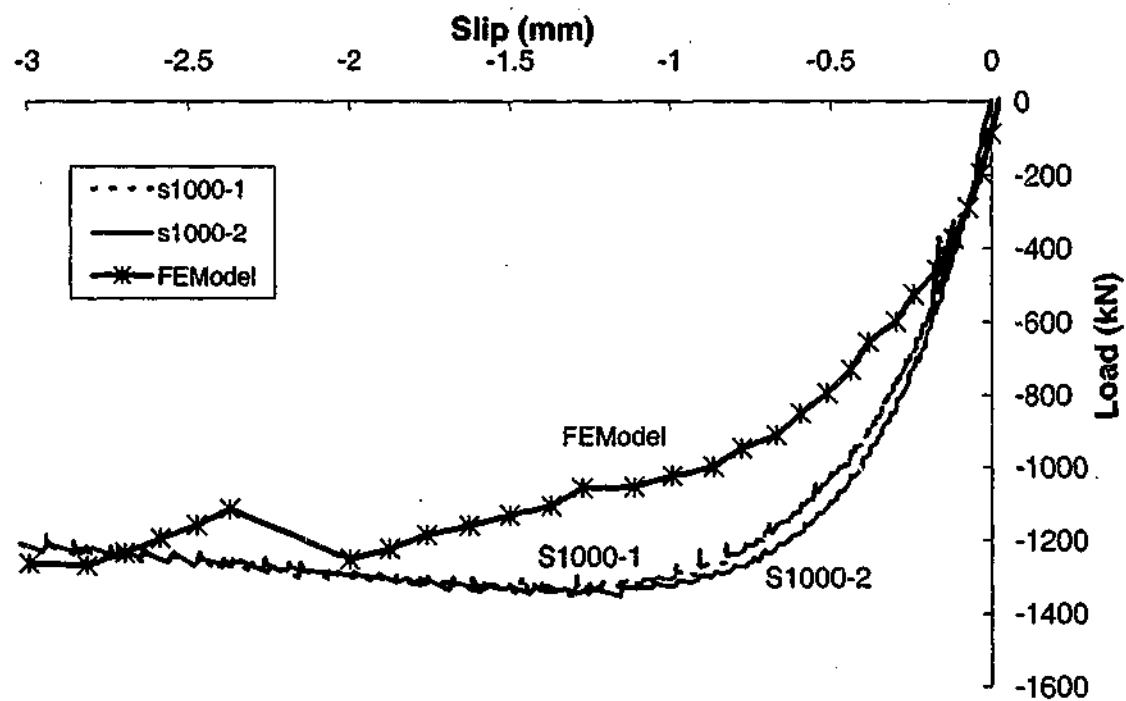 Slip (mm)
-3 -2.5 -2 -1.5 -1 -0.5 0
0
-200
-400
-600
-800
-1000
-1200
-1400
-1600
Load (kN)
s1000-1
s1000-2
FEModel
FEModel
S1000-1
S1000-2